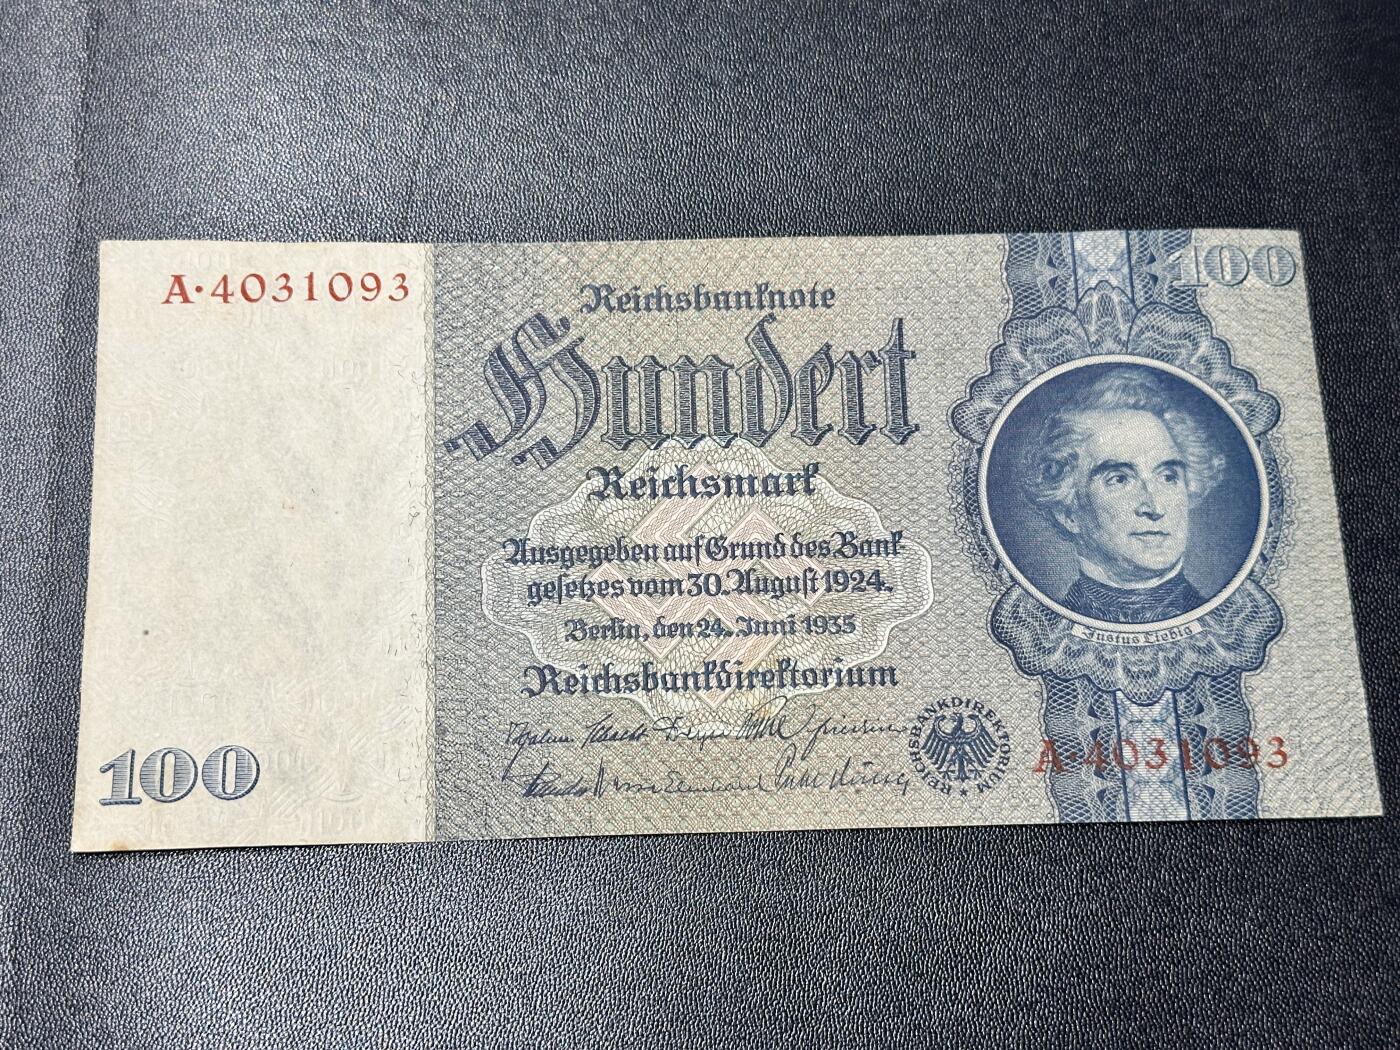 A·4031093
100
Reichsbanknote
Hundert
Reichsmark
Ausgegeben auf Grund des Bank-
gesetzes vom 30. August 1924.
Berlin, den 24. Juni 1935
Reichsbankdirektorium
REICHSBANKDIREKTORIUM
Justus Liebig
A·4031093
100